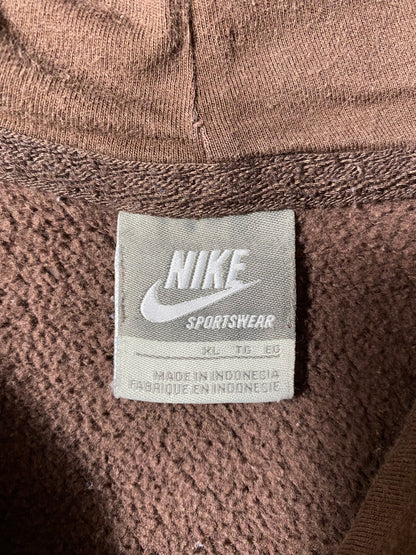 NIKE
SPORTSWEAR
XL TG EG
MADE IN INDONESIA
FABRIQUE EN INDONESIE